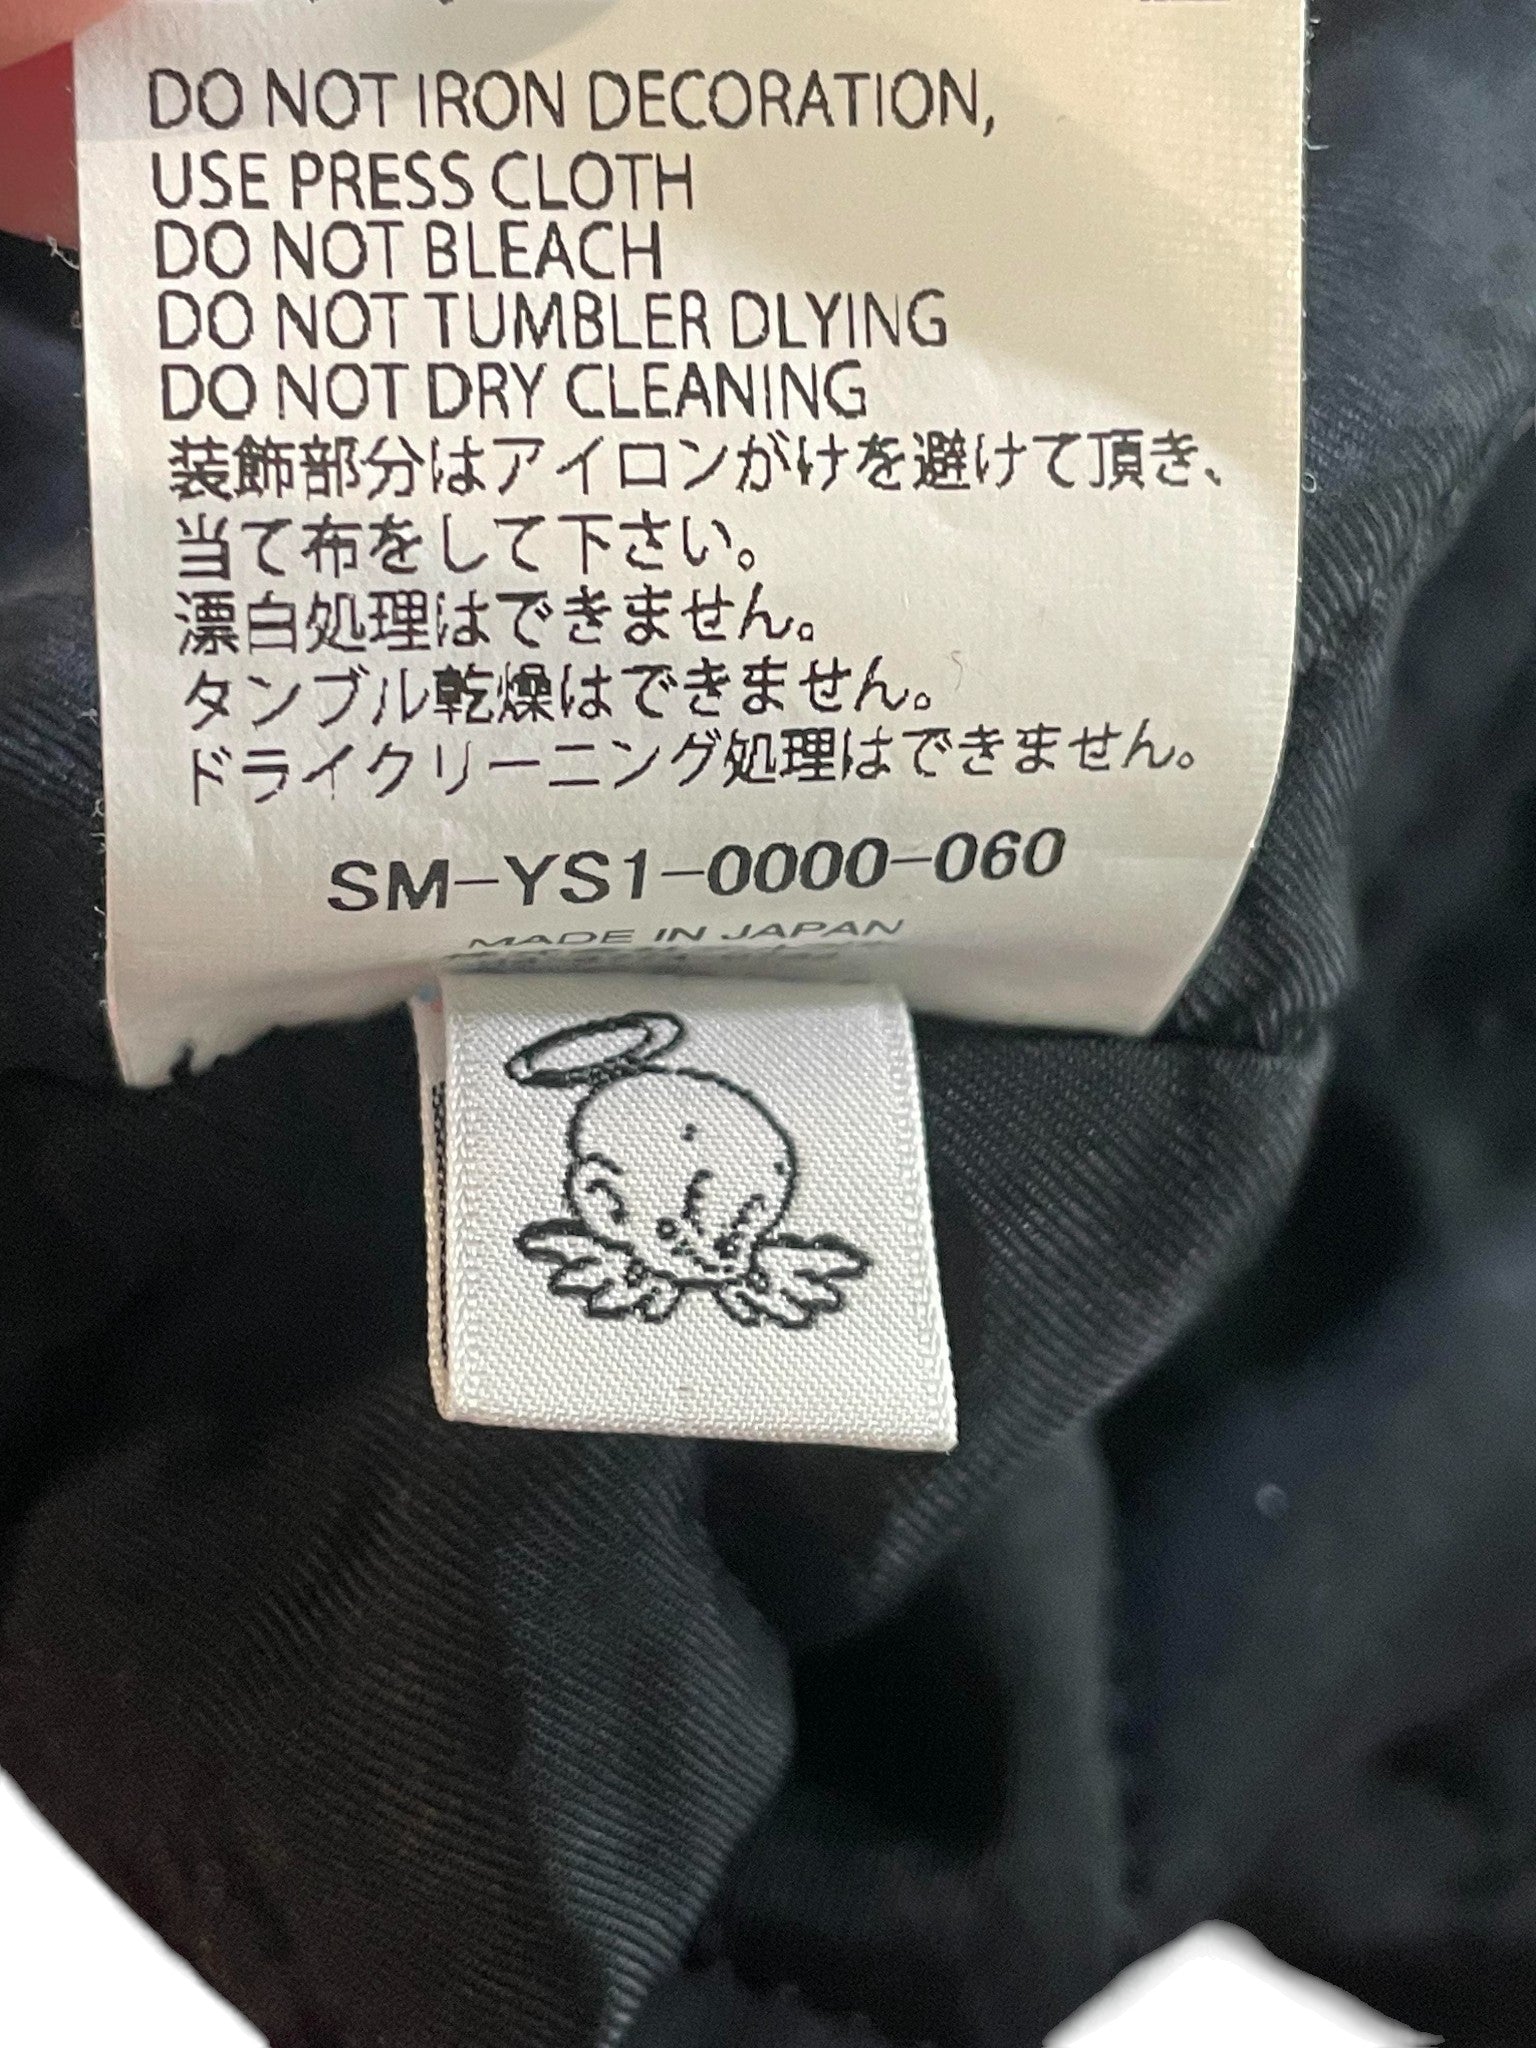 DO NOT IRON DECORATION,
USE PRESS CLOTH
DO NOT BLEACH
DO NOT TUMBLER DLYING
DO NOT DRY CLEANING
装飾部分はアイロンがけを避けて頂き、
当て布をして下さい。
漂白処理はできません。
タンブル乾燥はできません。
ドライクリーニング処理はできません。
SM-YS1-0000-060
MADE IN JAPAN